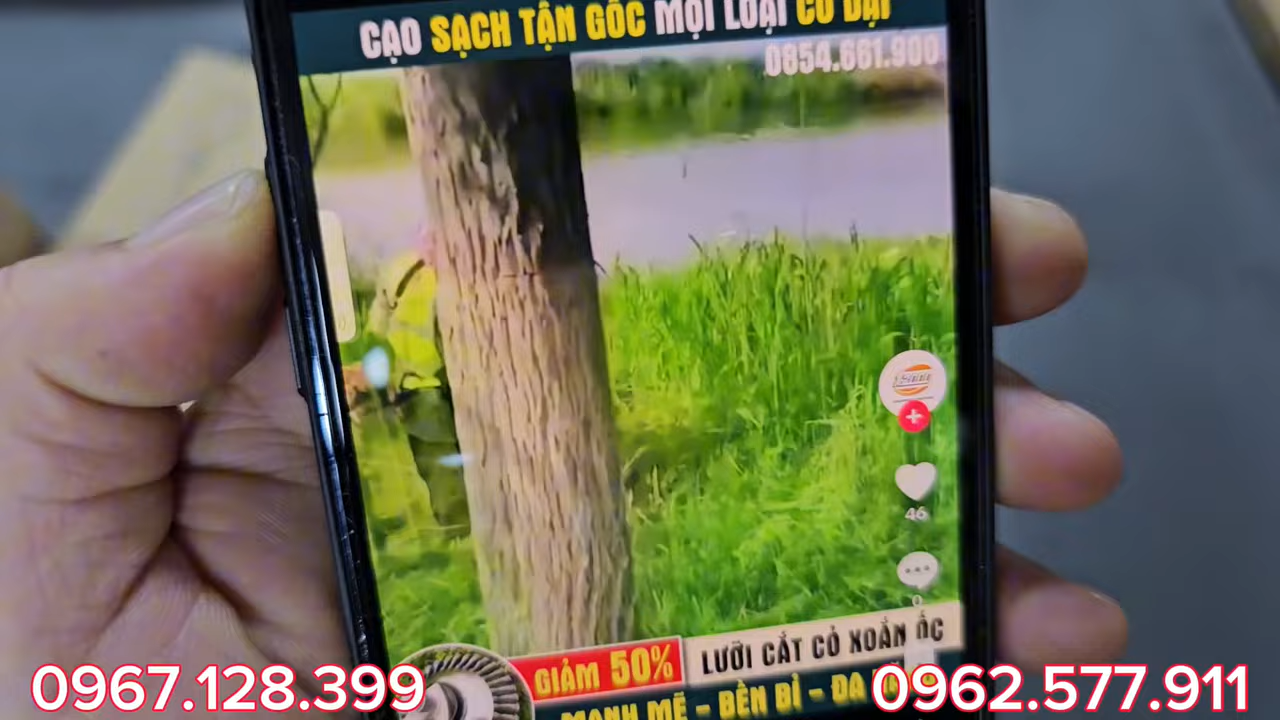 CẠO SẠCH TẬN GỐC MỌI LOẠI CỎ DẠI
0854.661.900
46
0
GIẢM 50%
LƯỠI CẮT CỎ XOẮN ỐC
MẠNH MẼ - BỀN BỈ - ĐA
0967.128.399
0962.577.911